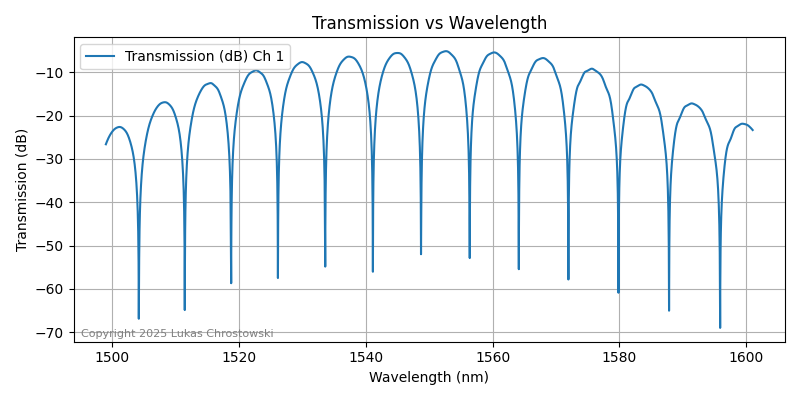 Transmission vs Wavelength
Transmission (dB) Ch 1
−10
−20
−30
−40
−50
−60
−70
Transmission (dB)
Copyright 2025 Lukas Chrostowski
1500 1520 1540 1560 1580 1600
Wavelength (nm)